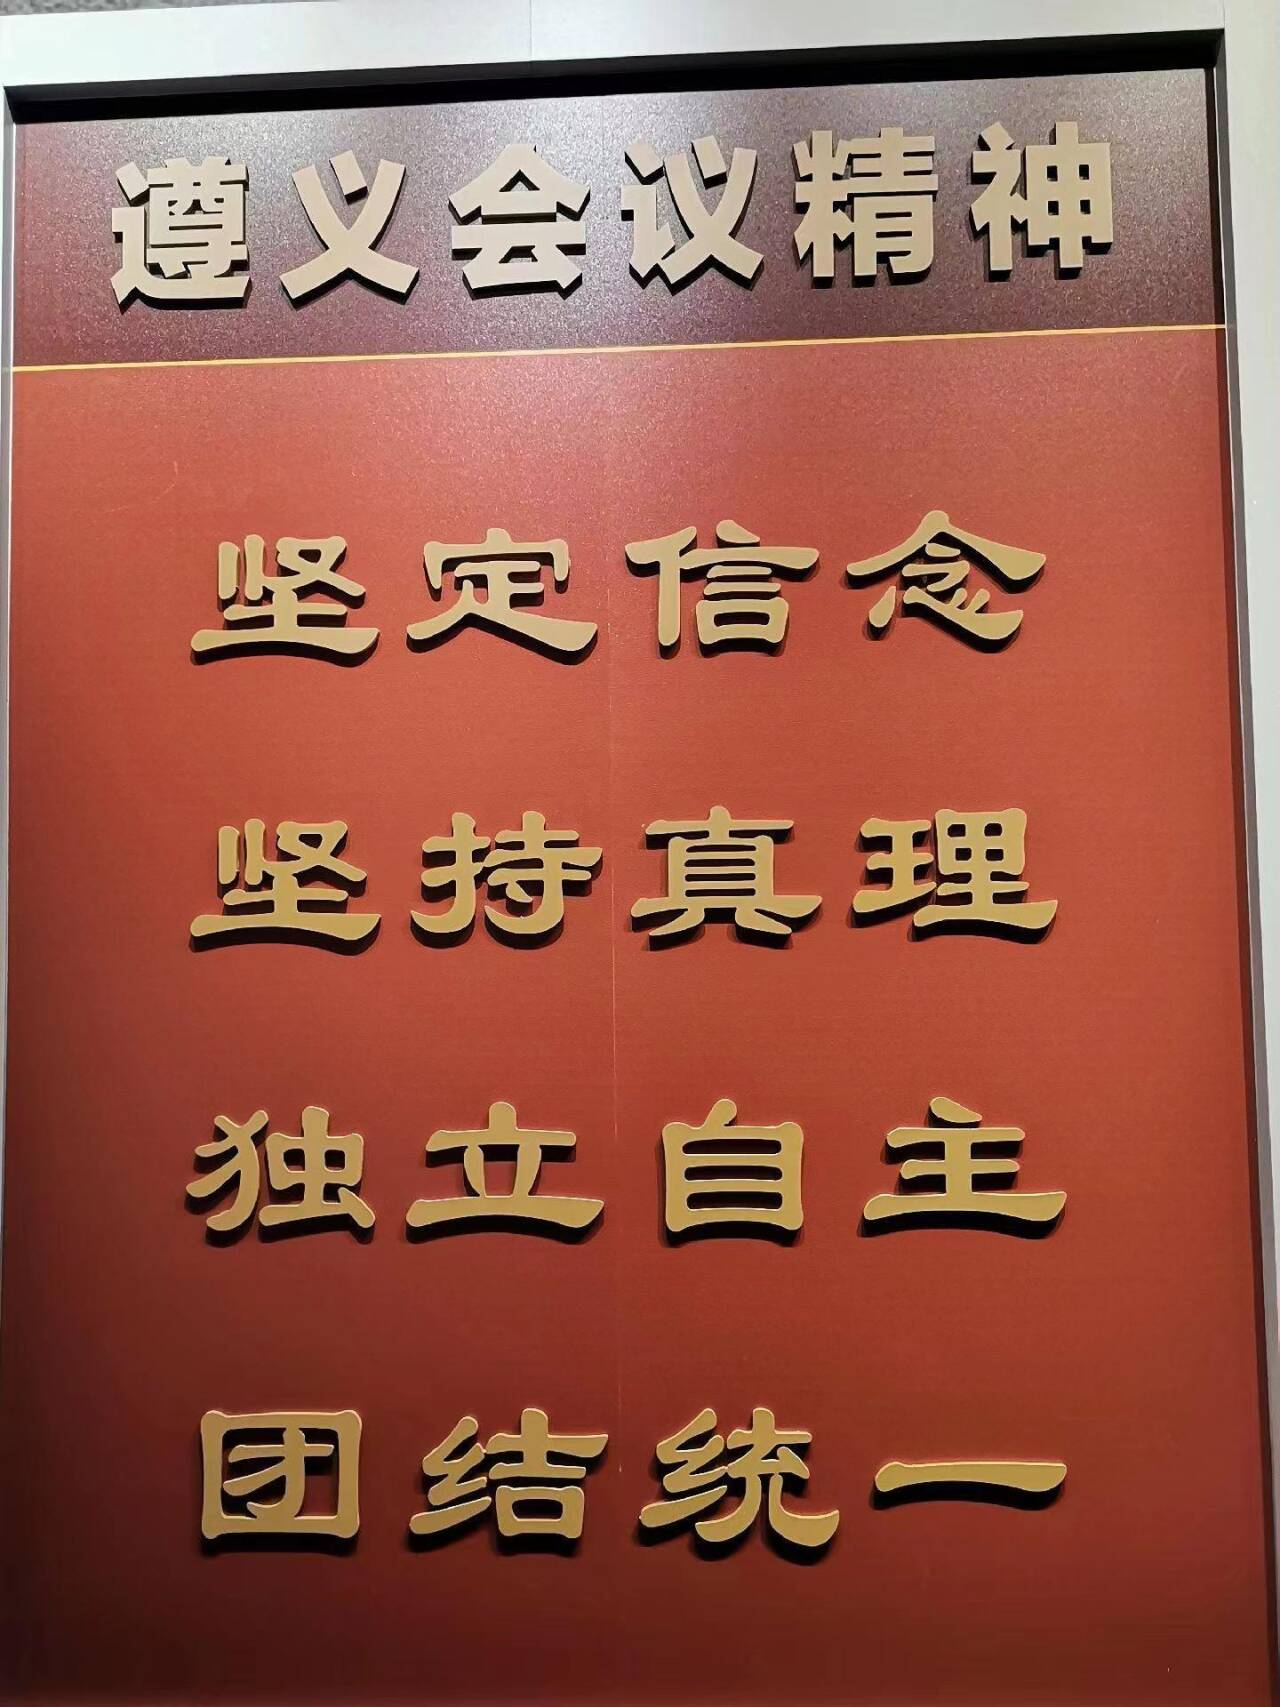 遵义会议精神
坚定信念
坚持真理
独立自主
团结统一